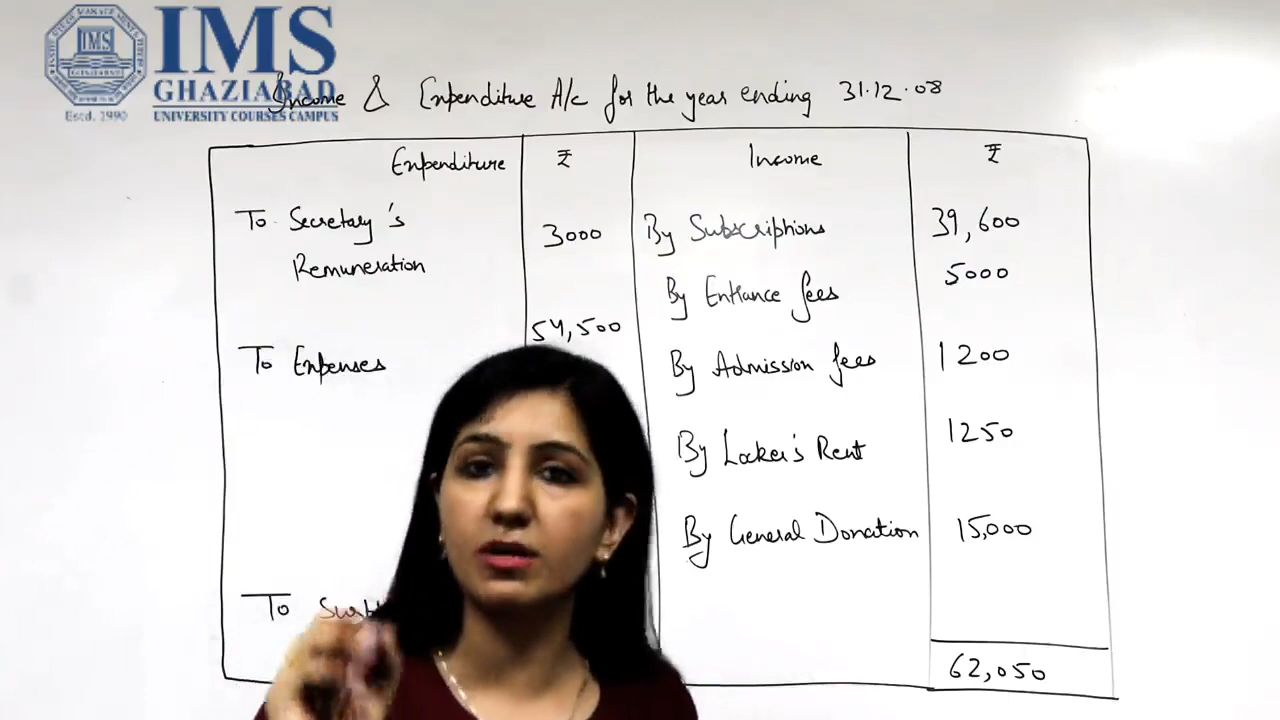 IMS
GHAZIABAD
Estd. 1990
UNIVERSITY COURSES CAMPUS
Income & Expenditure A/c for the year ending 31.12.08
Expenditure ₹ Income ₹
To Secretary's Remuneration 3000 By Subscriptions 39,600
By Entrance fees 5000
To Expenses 54,500 By Admission fees 1200
By Locker's Rent 1250
By General Donation 15,000
To
62,050